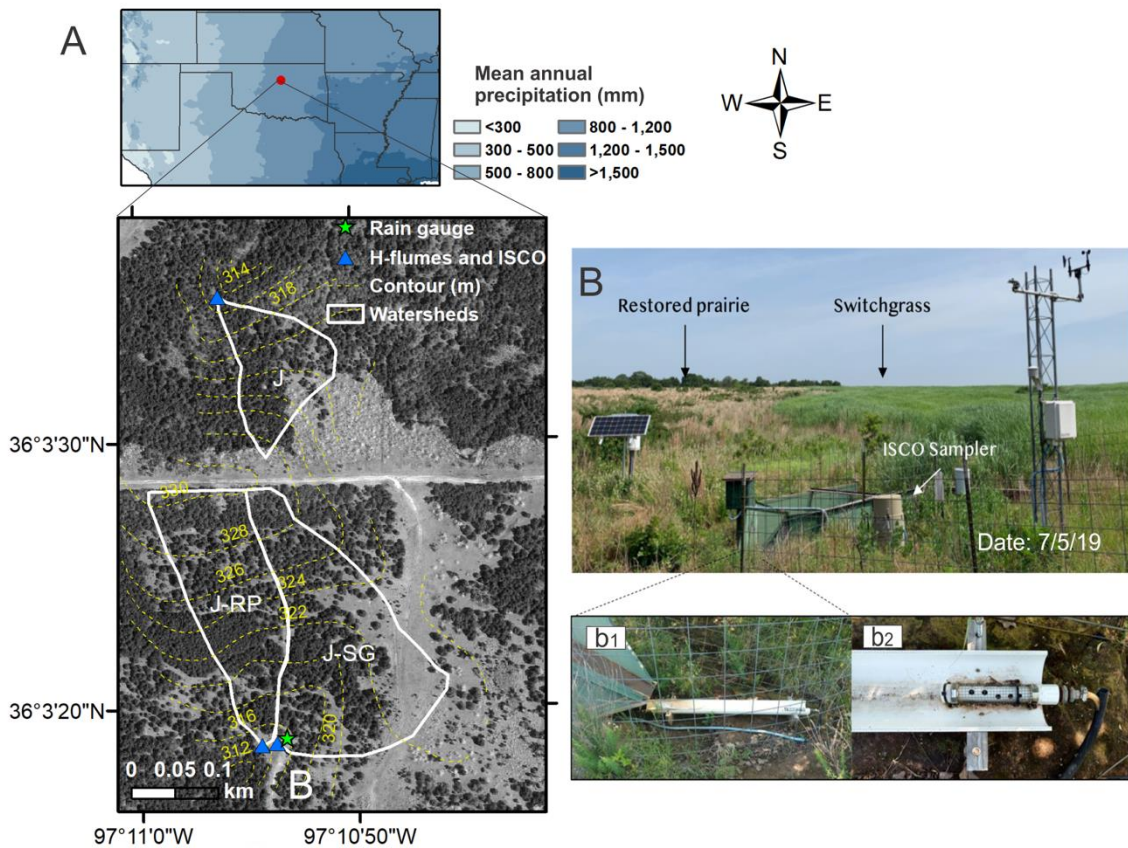 A
Mean annual
precipitation (mm)
<300
300 - 500
500 - 800
800 - 1,200
1,200 - 1,500
>1,500
N
W
E
S
Rain gauge
H-flumes and ISCO
Contour (m)
Watersheds
314
318
J
36°3'30"N
330
328
326
324
J-RP
322
J-SG
36°3'20"N
316
320
312
0 0.05 0.1
km
B
97°11'0"W
97°10'50"W
B
Restored prairie
Switchgrass
ISCO Sampler
Date: 7/5/19
b1
b2